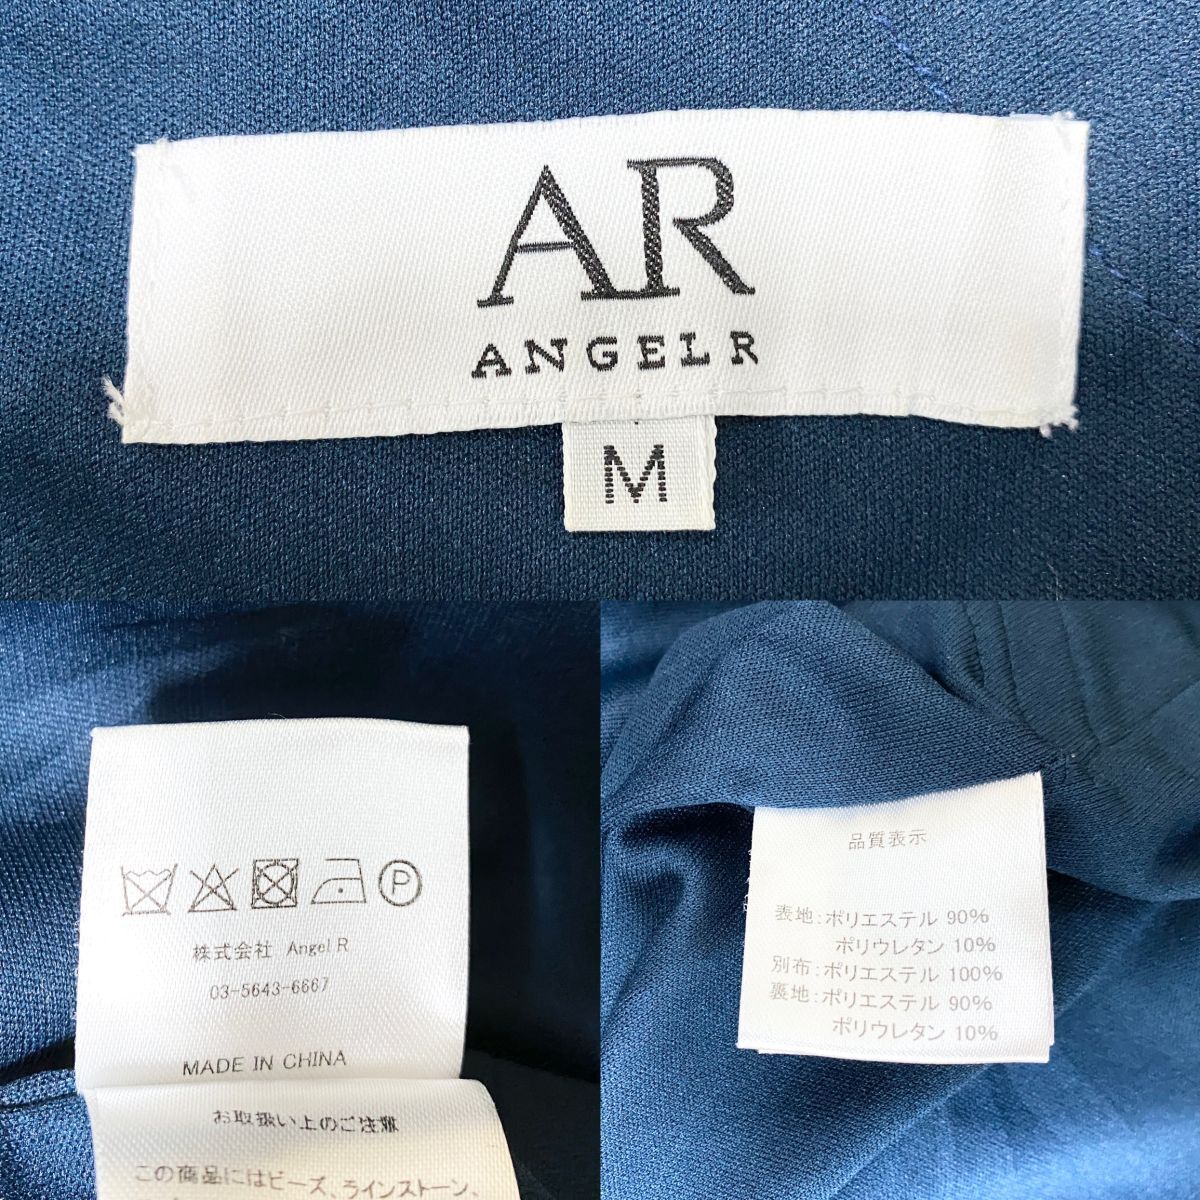 AR
ANGEL R
M
P
株式会社 Angel R
03-5643-6667
MADE IN CHINA
お取扱い上のご注意
この商品にはビーズ、ラインストーン、
品質表示
表地:ポリエステル 90%
ポリウレタン 10%
別布:ポリエステル 100%
裏地:ポリエステル 90%
ポリウレタン 10%